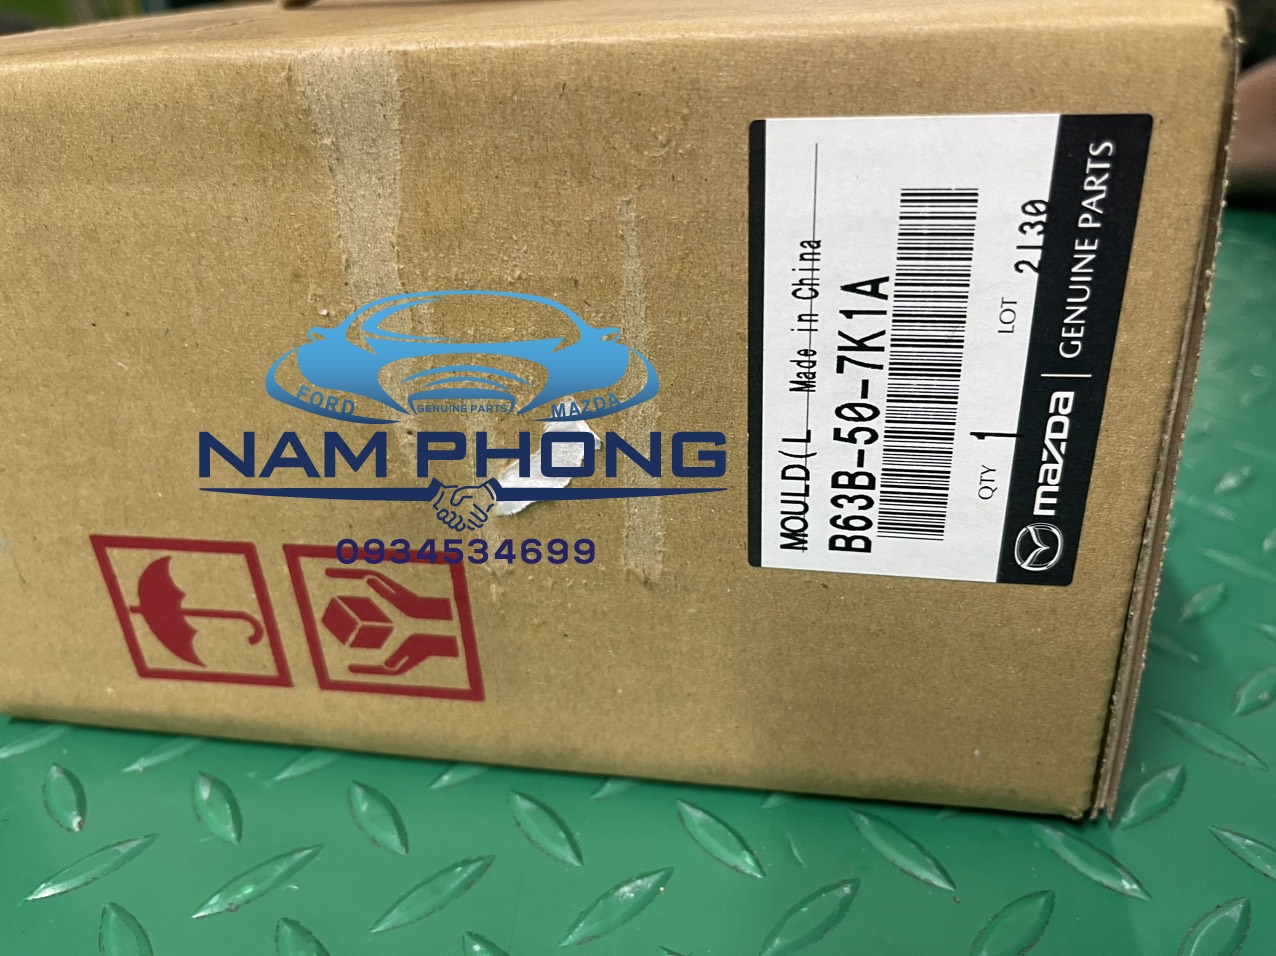 FORD
GENUINE PARTS
MAZDA
NAM PHONG
0934534699
MOULD(L Made in China
B63B-50-7K1A
QTY 1 LOT 2I30
mazda GENUINE PARTS